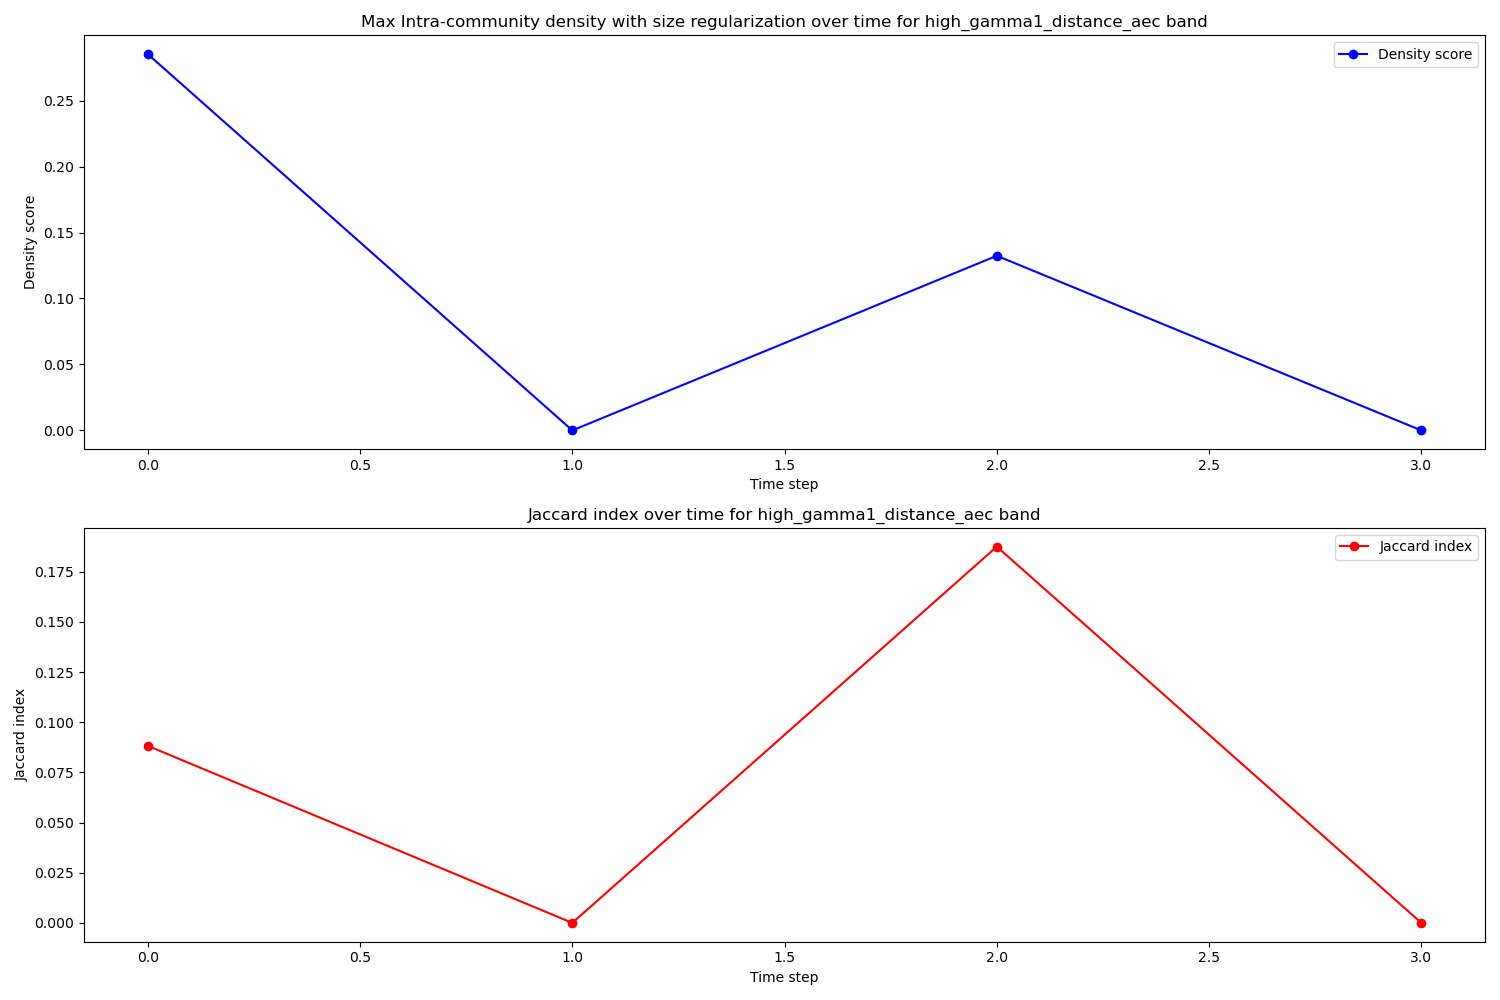 Max Intra-community density with size regularization over time for high_gamma1_distance_aec band
Density score
0.25
0.20
0.15
0.10
0.05
0.00
Density score
0.0 0.5 1.0 1.5 2.0 2.5 3.0
Time step
Jaccard index over time for high_gamma1_distance_aec band
Jaccard index
0.175
0.150
0.125
0.100
0.075
0.050
0.025
0.000
Jaccard index
0.0 0.5 1.0 1.5 2.0 2.5 3.0
Time step